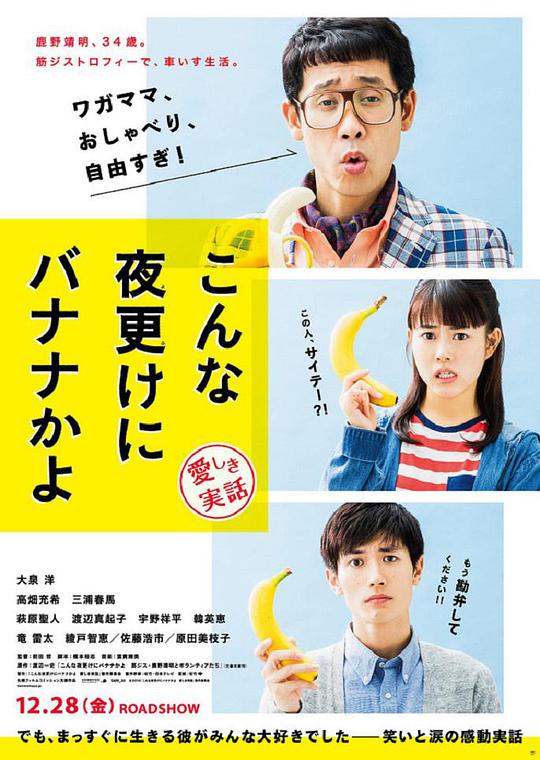 鹿野靖明、34歳。
筋ジストロフィーで、車いす生活。
ワガママ、
おしゃべり、
自由すぎ!
こんな
夜更けに
バナナかよ
愛しき
実話
この人、サイテー?!
もう勘弁して
ください!!
大泉 洋
高畑充希 三浦春馬
萩原聖人 渡辺真起子 宇野祥平 韓英恵
竜 雷太 綾戸智恵/佐藤浩市/原田美枝子
12.28(金)ROADSHOW
でも、まっすぐに生きる彼がみんな大好きでした── 笑いと涙の感動実話